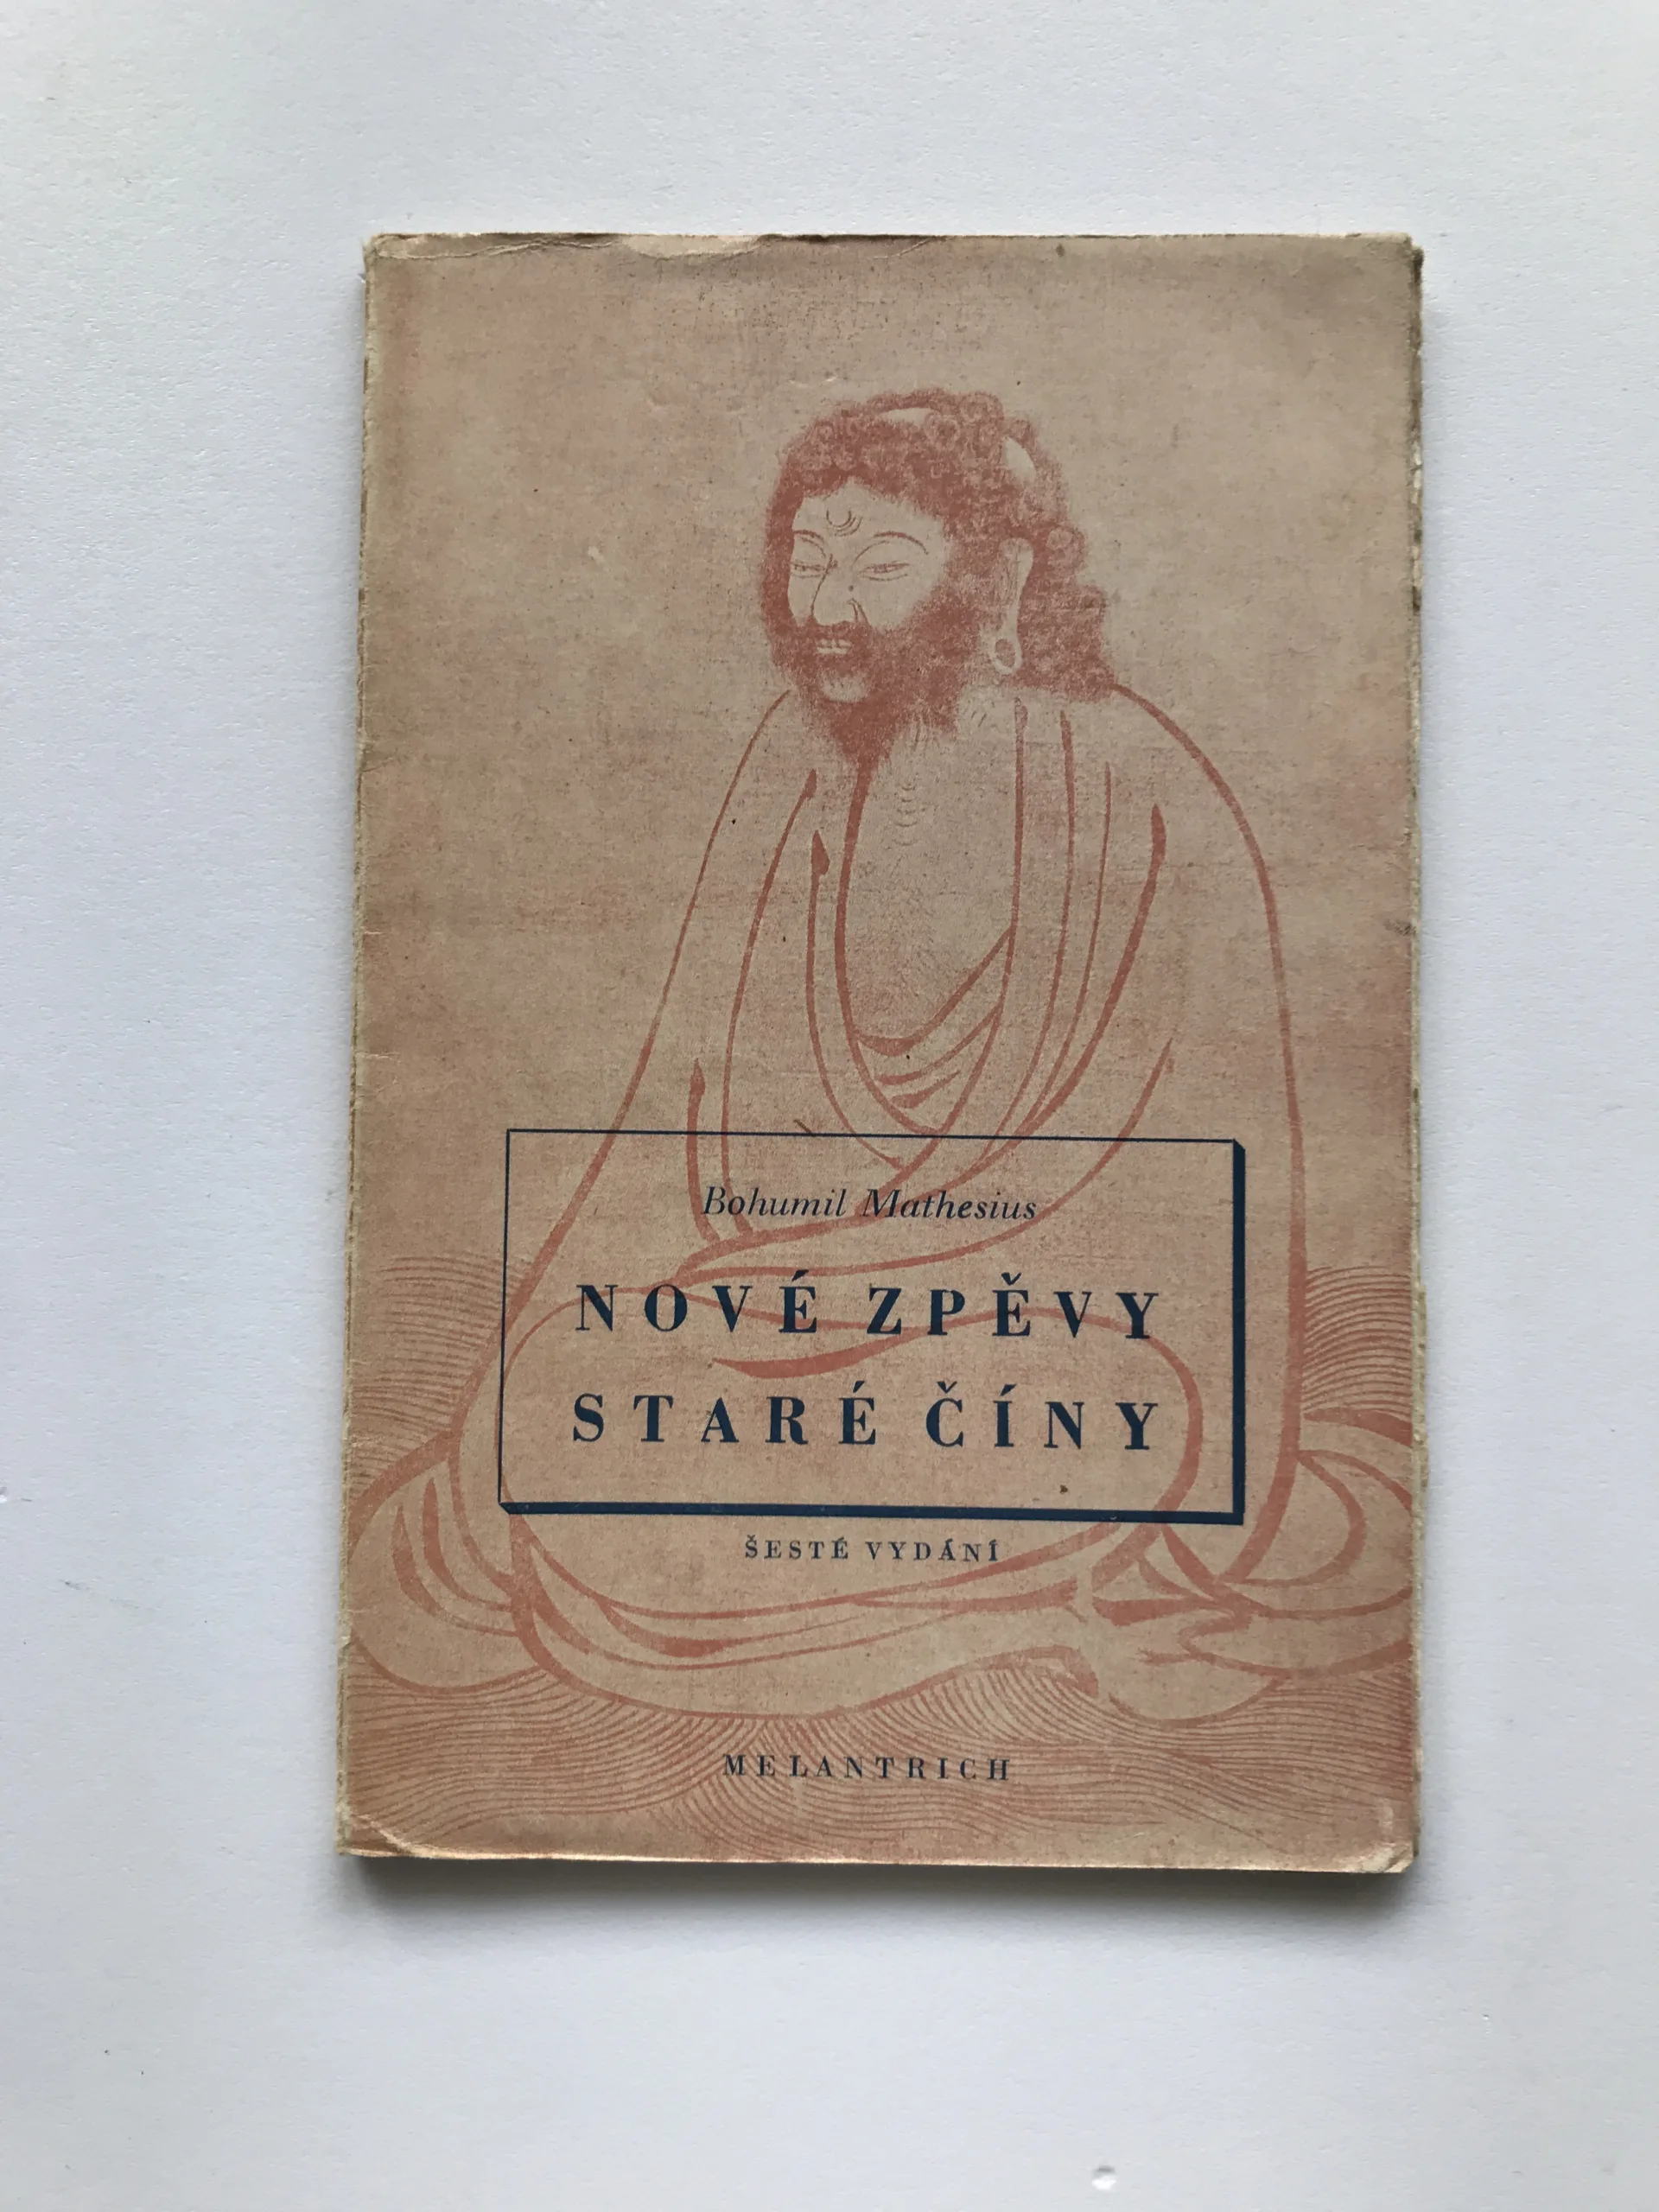 Bohumil Mathesius
NOVÉ ZPĚVY
STARÉ ČÍNY
ŠESTÉ VYDÁNÍ
MELANTRICH